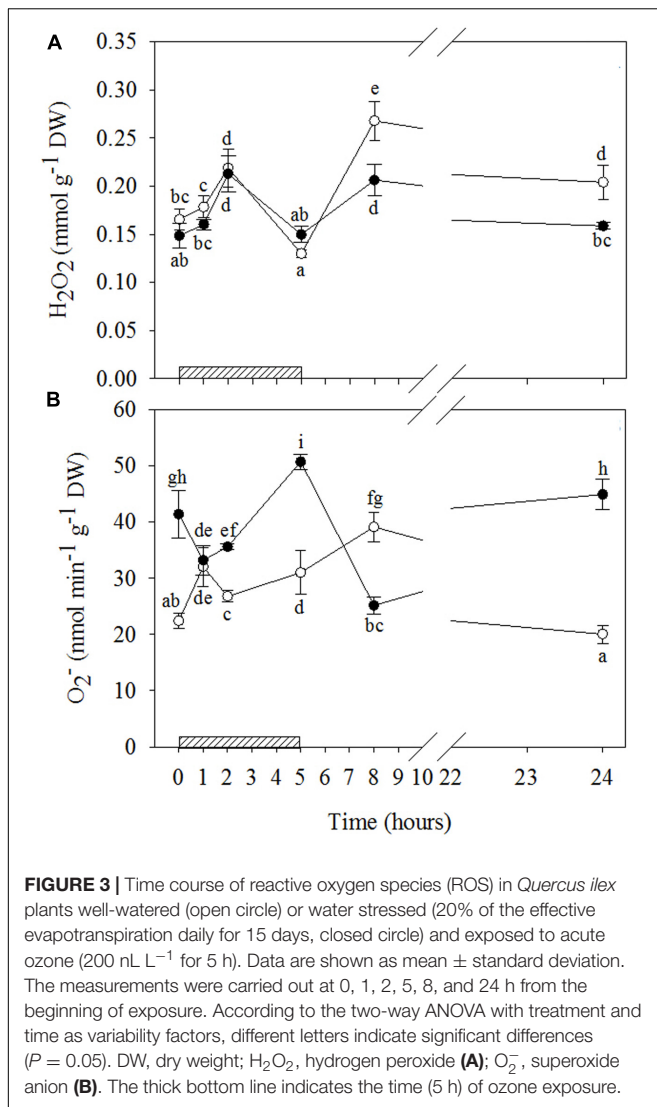 A
0.35
0.30
0.25
0.20
0.15
0.10
0.05
0.00
H₂O₂ (mmol g⁻¹ DW)
bc
c
d
ab
e
d
ab
bc
d
a
d
bc
B
60
50
40
30
20
10
0
O₂⁻ (nmol min⁻¹ g⁻¹ DW)
gh
de
ef
i
fg
h
ab
de
c
d
bc
a
0 1 2 3 4 5 6 7 8 9 10 22 23 24
Time (hours)
FIGURE 3 | Time course of reactive oxygen species (ROS) in Quercus ilex
plants well-watered (open circle) or water stressed (20% of the effective
evapotranspiration daily for 15 days, closed circle) and exposed to acute
ozone (200 nL L⁻¹ for 5 h). Data are shown as mean ± standard deviation.
The measurements were carried out at 0, 1, 2, 5, 8, and 24 h from the
beginning of exposure. According to the two-way ANOVA with treatment and
time as variability factors, different letters indicate significant differences
(P = 0.05). DW, dry weight; H₂O₂, hydrogen peroxide (A); O₂⁻, superoxide
anion (B). The thick bottom line indicates the time (5 h) of ozone exposure.